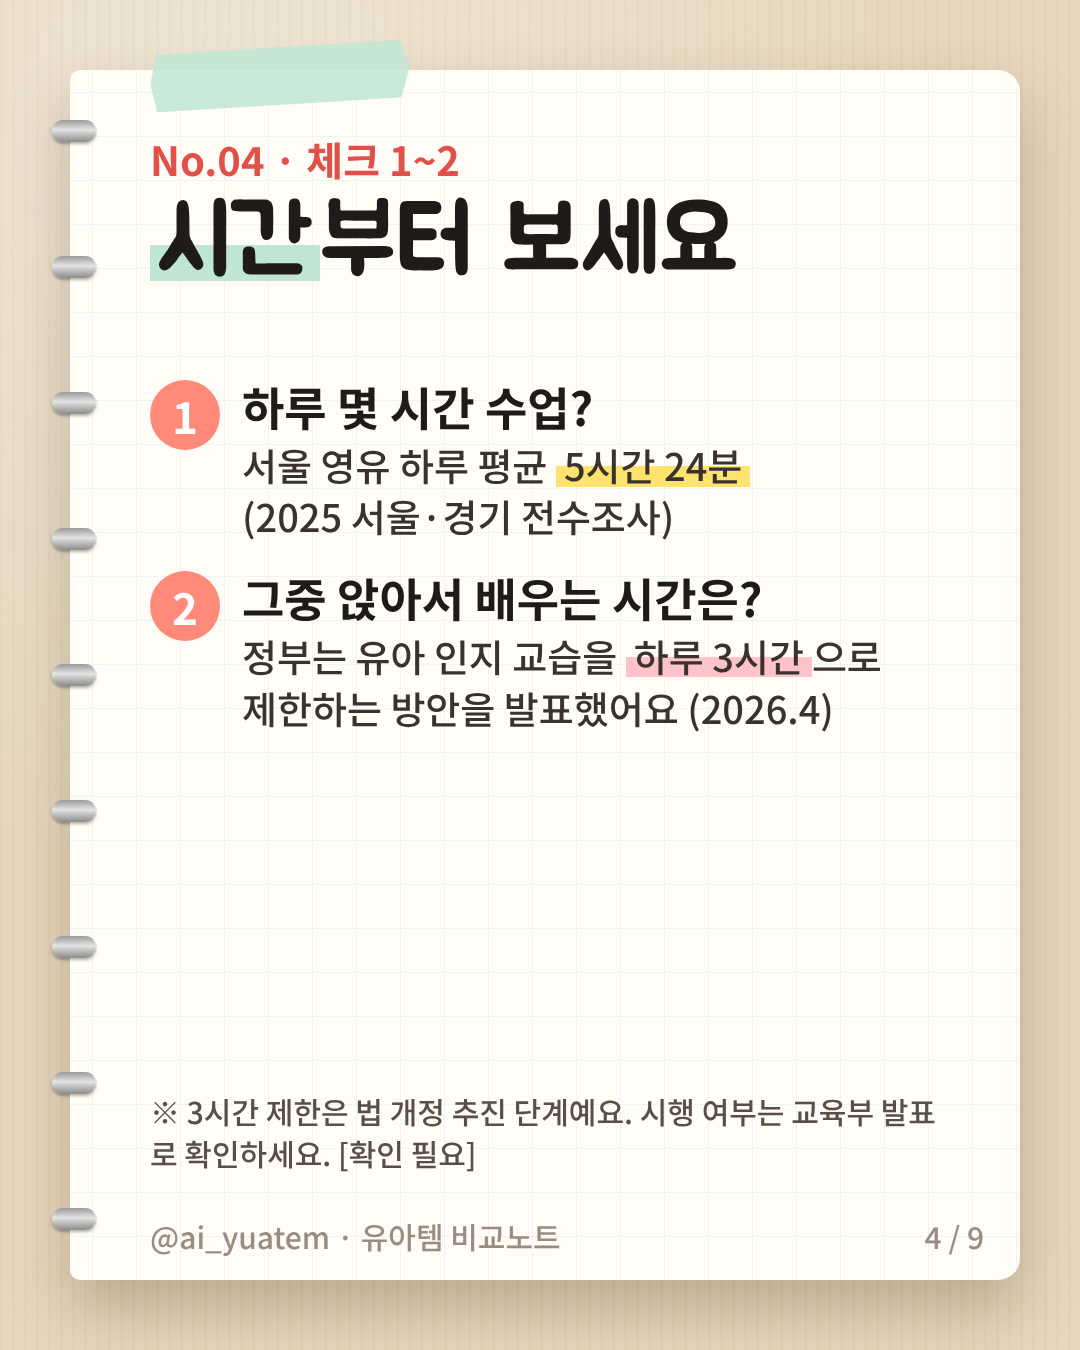 No.04 · 체크 1~2
시간부터 보세요
1
하루 몇 시간 수업?
서울 영유 하루 평균 5시간 24분
(2025 서울·경기 전수조사)
2
그중 앉아서 배우는 시간은?
정부는 유아 인지 교습을 하루 3시간 으로
제한하는 방안을 발표했어요 (2026.4)
※ 3시간 제한은 법 개정 추진 단계예요. 시행 여부는 교육부 발표
로 확인하세요. [확인 필요]
@ai_yuatem · 유아템 비교노트
4 / 9